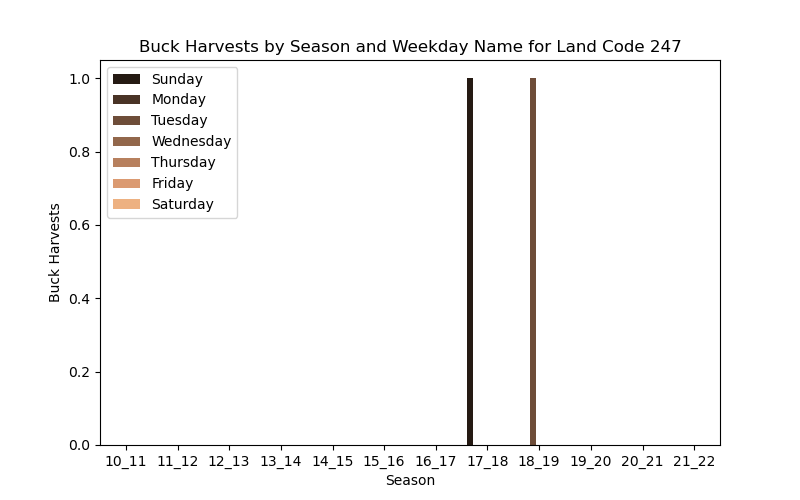 Buck Harvests by Season and Weekday Name for Land Code 247
1.0
0.8
0.6
0.4
0.2
0.0
Buck Harvests
Sunday
Monday
Tuesday
Wednesday
Thursday
Friday
Saturday
10_11 11_12 12_13 13_14 14_15 15_16 16_17 17_18 18_19 19_20 20_21 21_22
Season